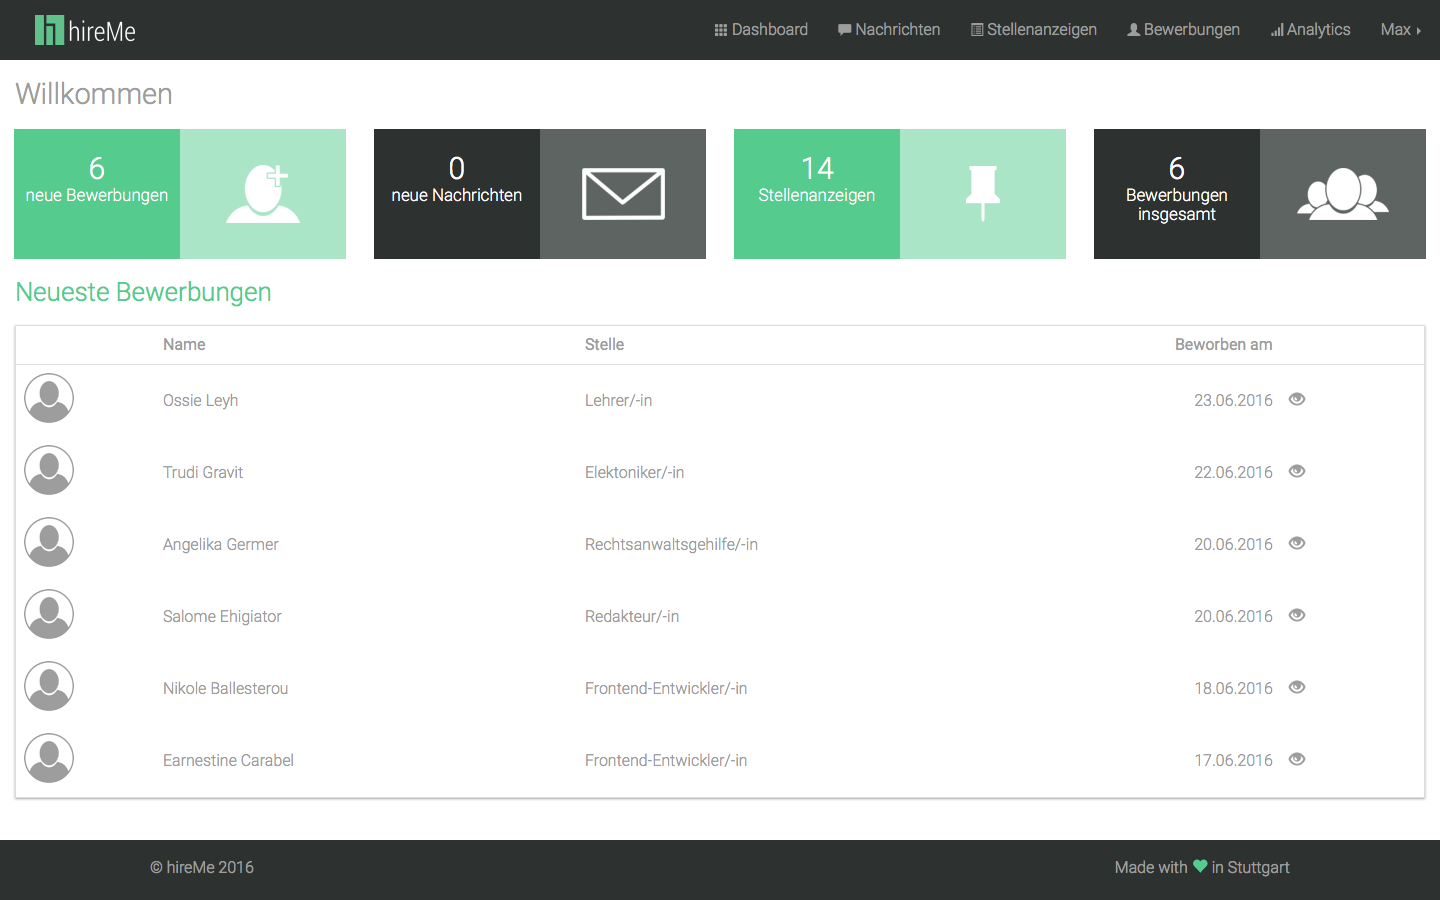 hireMe Dashboard Nachrichten Stellenanzeigen Bewerbungen Analytics Max
Willkommen
6
neue Bewerbungen
0
neue Nachrichten
14
Stellenanzeigen
6
Bewerbungen
insgesamt
Neueste Bewerbungen
Name Stelle Beworben am
Ossie Leyh Lehrer/-in 23.06.2016
Trudi Gravit Elektoniker/-in 22.06.2016
Angelika Germer Rechtsanwaltsgehilfe/-in 20.06.2016
Salome Ehigiator Redakteur/-in 20.06.2016
Nikole Ballesterou Frontend-Entwickler/-in 18.06.2016
Earnestine Carabel Frontend-Entwickler/-in 17.06.2016
© hireMe 2016 Made with ♥ in Stuttgart